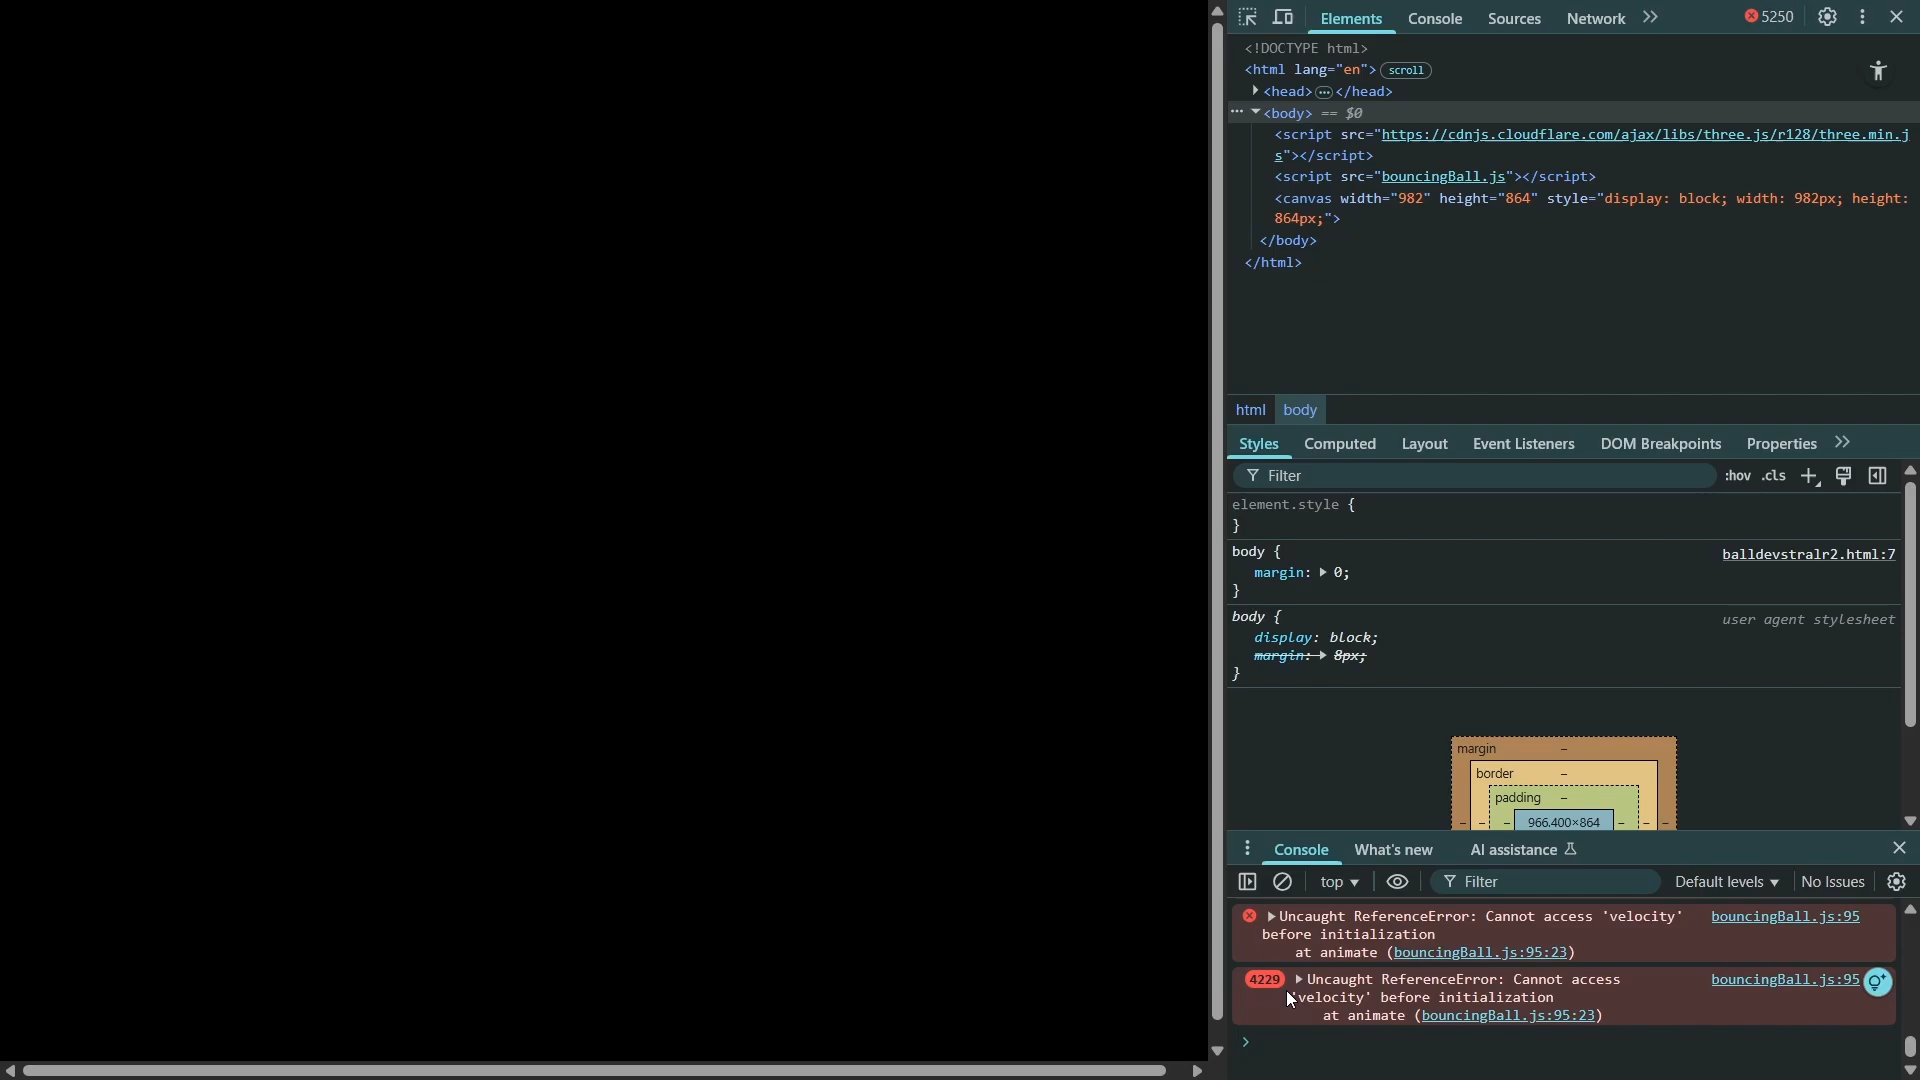 Elements Console Sources Network 5250
<!DOCTYPE html>
<html lang="en"> scroll
<head> … </head>
… <body> == $0
<script src="https://cdnjs.cloudflare.com/ajax/libs/three.js/r128/three.min.j
s"></script>
<script src="bouncingBall.js"></script>
<canvas width="982" height="864" style="display: block; width: 982px; height:
864px;">
</body>
</html>
html body
Styles Computed Layout Event Listeners DOM Breakpoints Properties
Filter :hov .cls
element.style {
}
body { balldevstralr2.html:7
margin: 0;
}
body { user agent stylesheet
display: block;
margin: 8px;
}
margin –
border –
padding –
– – – 966.400×864 – – –
Console What's new AI assistance
top Filter Default levels No Issues
Uncaught ReferenceError: Cannot access 'velocity' bouncingBall.js:95
before initialization
at animate (bouncingBall.js:95:23)
4229 Uncaught ReferenceError: Cannot access bouncingBall.js:95
'velocity' before initialization
at animate (bouncingBall.js:95:23)